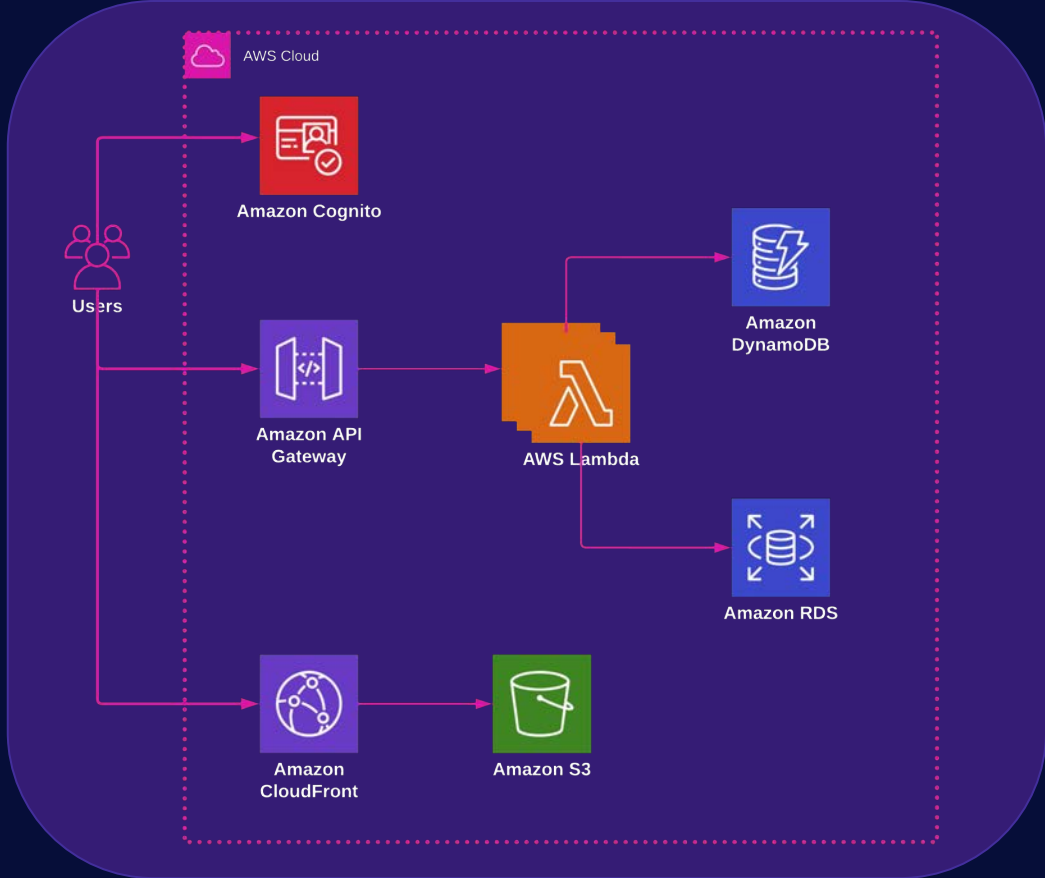 AWS Cloud
Amazon Cognito
Users
Amazon
DynamoDB
Amazon API
Gateway
</>
AWS Lambda
Amazon RDS
Amazon
CloudFront
Amazon S3